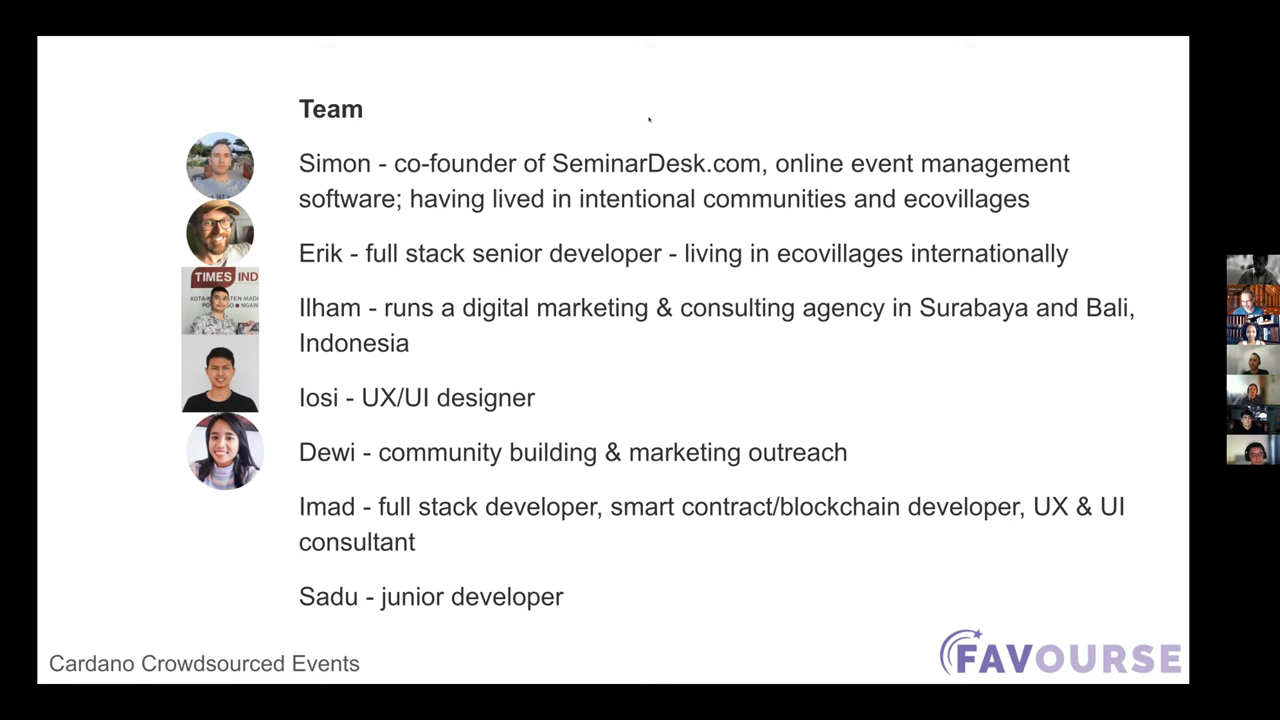 Team
Simon - co-founder of SeminarDesk.com, online event management
software; having lived in intentional communities and ecovillages
Erik - full stack senior developer - living in ecovillages internationally
TIMES IND
Ilham - runs a digital marketing & consulting agency in Surabaya and Bali,
Indonesia
Iosi - UX/UI designer
Dewi - community building & marketing outreach
Imad - full stack developer, smart contract/blockchain developer, UX & UI
consultant
Sadu - junior developer
Cardano Crowdsourced Events
FAVOURSE